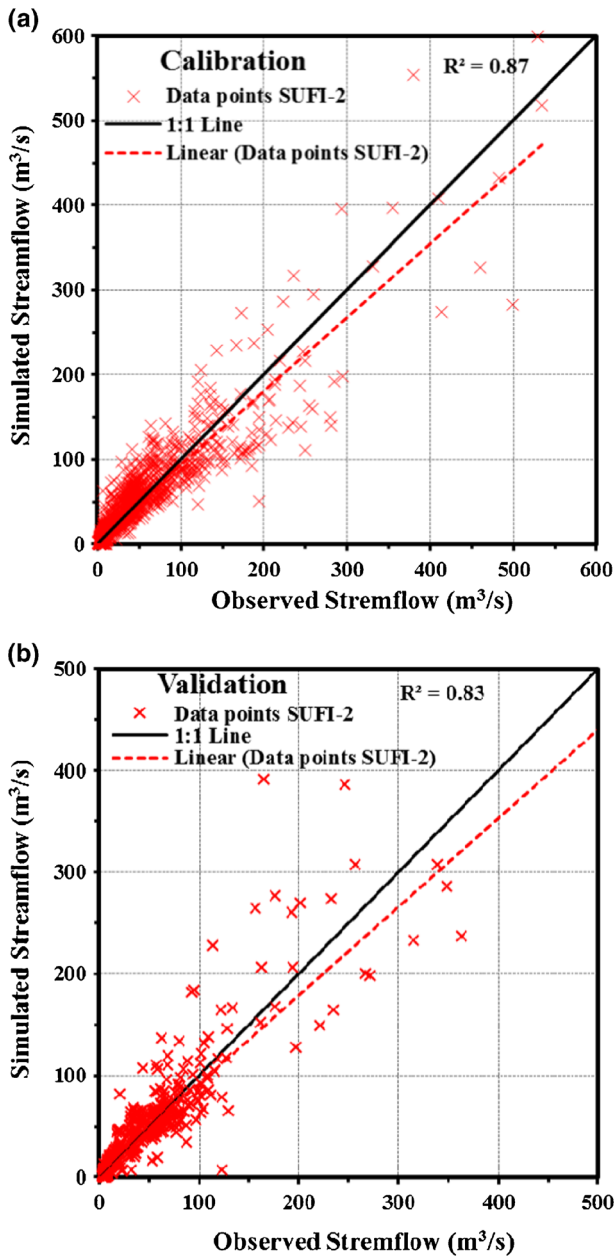 (a)
600
500
400
300
200
100
0
Simulated Streamflow (m³/s)
Calibration
R² = 0.87
Data points SUFI-2
1:1 Line
Linear (Data points SUFI-2)
0 100 200 300 400 500 600
Observed Stremflow (m³/s)
(b)
500
400
300
200
100
0
Simulated Streamflow (m³/s)
Validation
R² = 0.83
Data points SUFI-2
1:1 Line
Linear (Data points SUFI-2)
0 100 200 300 400 500
Observed Stremflow (m³/s)